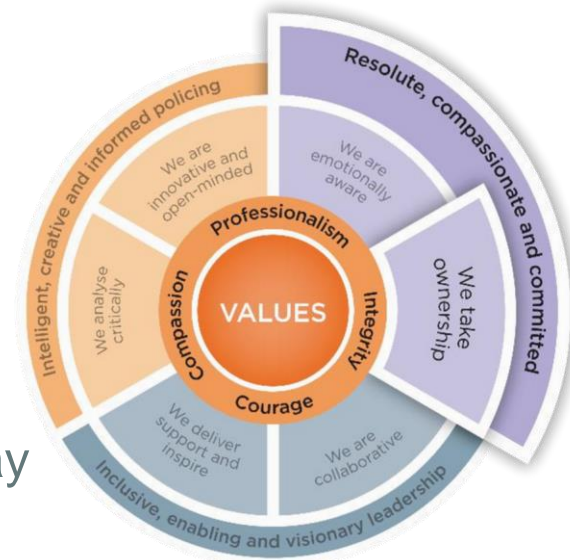 Resolute, compassionate and committed
We are
emotionally
aware
We take
ownership
Intelligent, creative and informed policing
We are
innovative and
open-minded
We analyse
critically
Professionalism
Integrity
Courage
Compassion
VALUES
We deliver
support and
inspire
We are
collaborative
Inclusive, enabling and visionary leadership